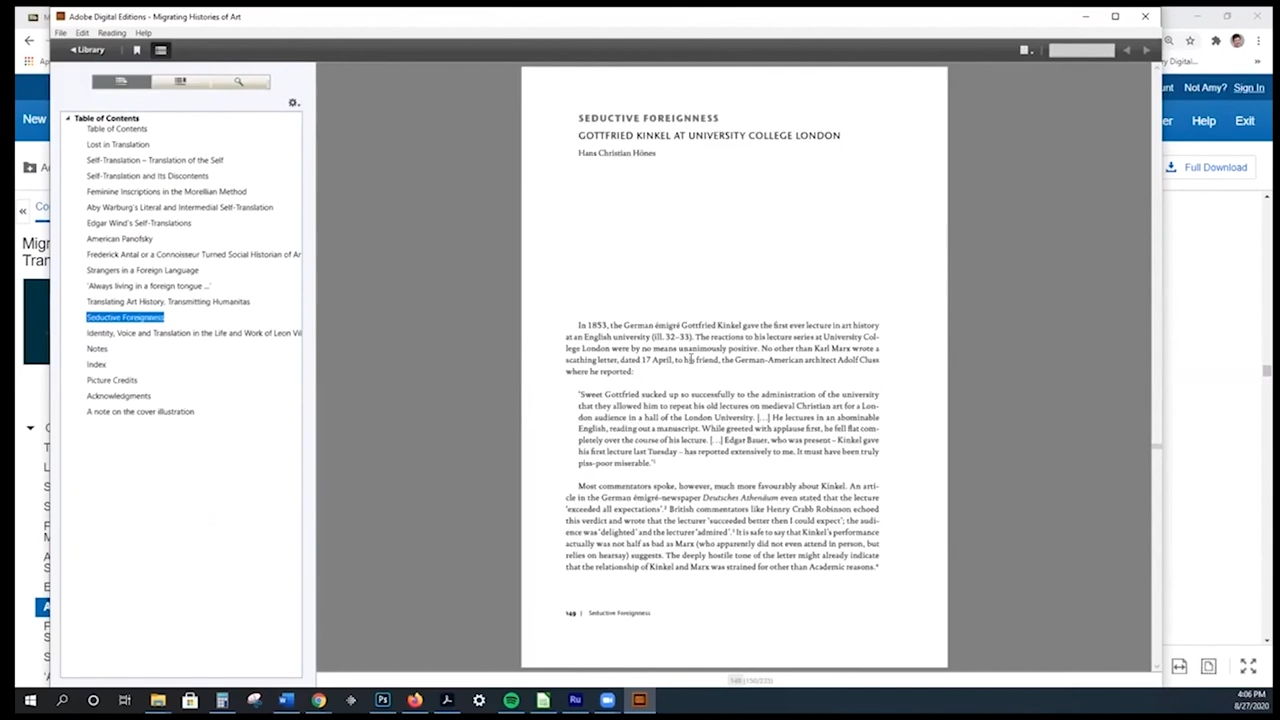 Adobe Digital Editions - Migrating Histories of Art
File Edit Reading Help
Library
Table of Contents
Table of Contents
Lost in Translation
Self-Translation – Translation of the Self
Self-Translation and Its Discontents
Feminine Inscriptions in the Morellian Method
Aby Warburg's Literal and Intermedial Self-Translation
Edgar Wind's Self-Translations
American Panofsky
Frederick Antal or a Connoisseur Turned Social Historian of Ar
Strangers in a Foreign Language
'Always living in a foreign tongue ...'
Translating Art History, Transmitting Humanitas
Seductive Foreignness
Identity, Voice and Translation in the Life and Work of Leon Vi
Notes
Index
Picture Credits
Acknowledgments
A note on the cover illustration
SEDUCTIVE FOREIGNNESS
GOTTFRIED KINKEL AT UNIVERSITY COLLEGE LONDON
Hans Christian Hönes
In 1853, the German émigré Gottfried Kinkel gave the first ever lecture in art history
at an English university (ill. 32–33). The reactions to his lecture series at University Col-
lege London were by no means unanimously positive. No other than Karl Marx wrote a
scathing letter, dated 17 April, to his friend, the German-American architect Adolf Cluss
where he reported:
'Sweet Gottfried sucked up so successfully to the administration of the university
that they allowed him to repeat his old lectures on medieval Christian art for a Lon-
don audience in a hall of the London University. [...] He lectures in an abominable
English, reading out a manuscript. While greeted with applause first, he fell flat com-
pletely over the course of his lecture. [...] Edgar Bauer, who was present – Kinkel gave
his first lecture last Tuesday – has reported extensively to me. It must have been truly
piss-poor miserable.'1
Most commentators spoke, however, much more favourably about Kinkel. An arti-
cle in the German émigré-newspaper Deutsches Athenäum even stated that the lecture
'exceeded all expectations'.2 British commentators like Henry Crabb Robinson echoed
this verdict and wrote that the lecturer 'succeeded better then I could expect'; the audi-
ence was 'delighted' and the lecturer 'admired'.3 It is safe to say that Kinkel's performance
actually was not half as bad as Marx (who apparently did not even attend in person, but
relies on hearsay) suggests. The deeply hostile tone of the letter might already indicate
that the relationship of Kinkel and Marx was strained for other than Academic reasons.4
149 | Seductive Foreignness
149 (150/233)
y Digital...
Not Amy? Sign In
New
Help Exit
Full Download
Co
Migr
Tran
4:06 PM
8/27/2020